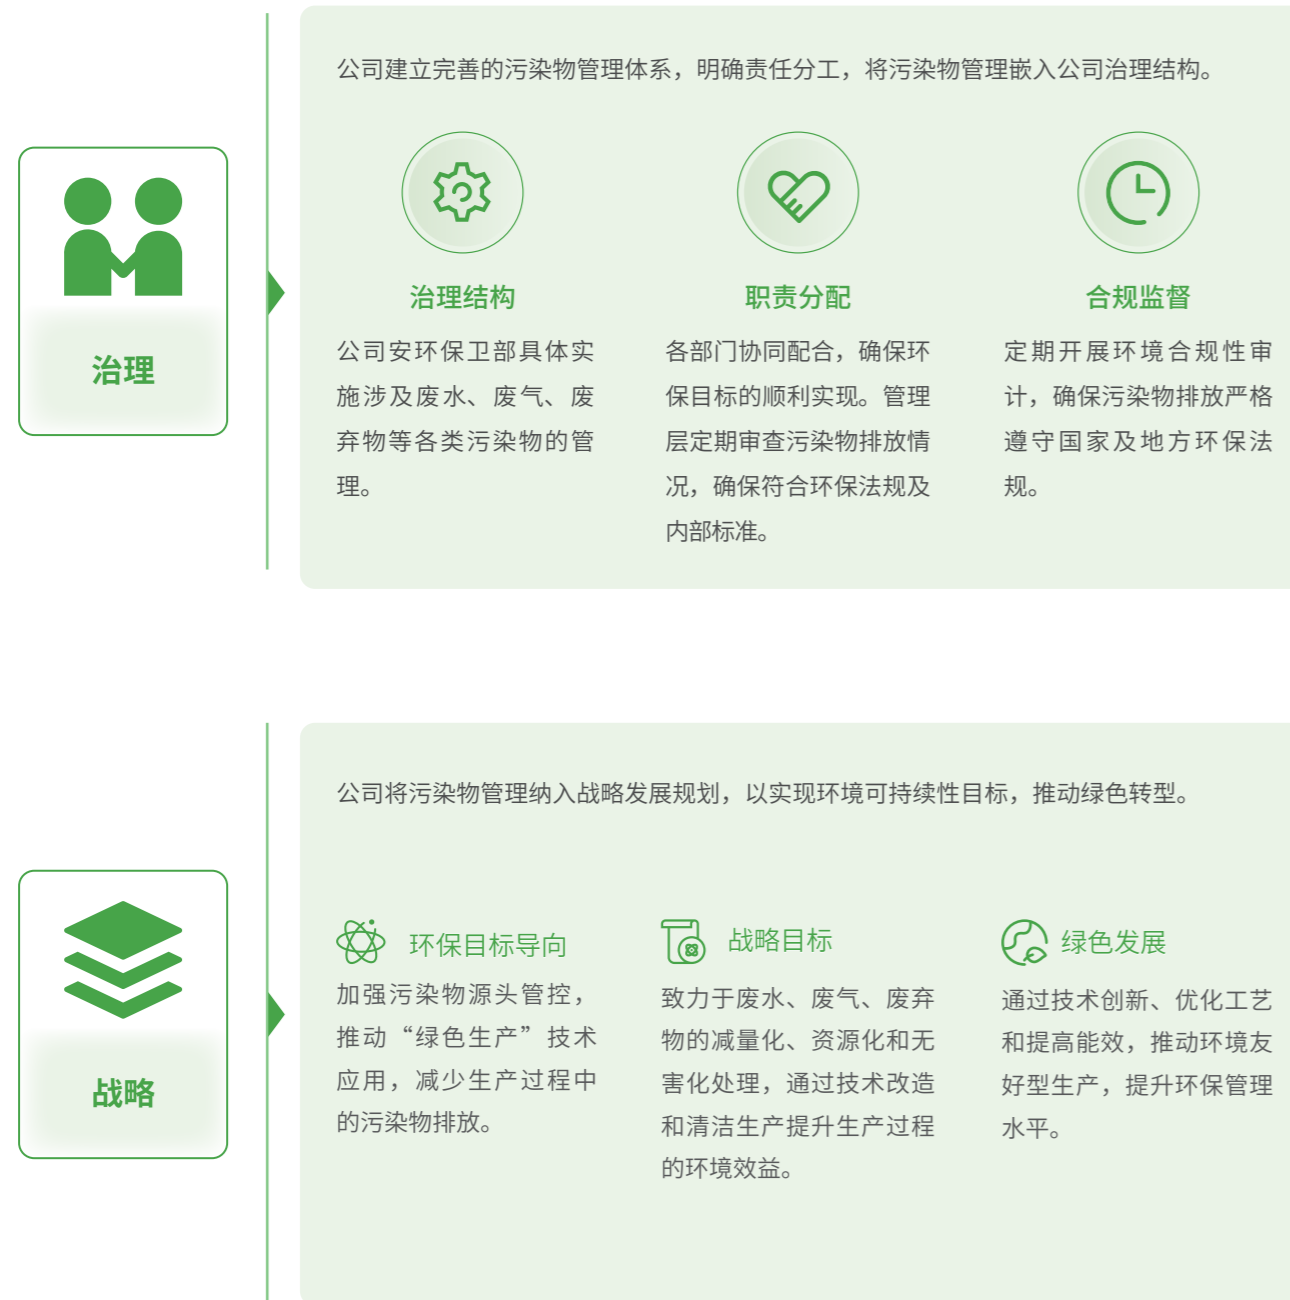 公司建立完善的污染物管理体系，明确责任分工，将污染物管理嵌入公司治理结构。
治理
治理结构
公司安环保卫部具体实
施涉及废水、废气、废
弃物等各类污染物的管
理。
职责分配
各部门协同配合，确保环
保目标的顺利实现。管理
层定期审查污染物排放情
况，确保符合环保法规及
内部标准。
合规监督
定期开展环境合规性审
计，确保污染物排放严格
遵守国家及地方环保法
规。
公司将污染物管理纳入战略发展规划，以实现环境可持续性目标，推动绿色转型。
战略
环保目标导向
加强污染物源头管控，
推动“绿色生产”技术
应用，减少生产过程中
的污染物排放。
战略目标
致力于废水、废气、废弃
物的减量化、资源化和无
害化处理，通过技术改造
和清洁生产提升生产过程
的环境效益。
绿色发展
通过技术创新、优化工艺
和提高能效，推动环境友
好型生产，提升环保管理
水平。